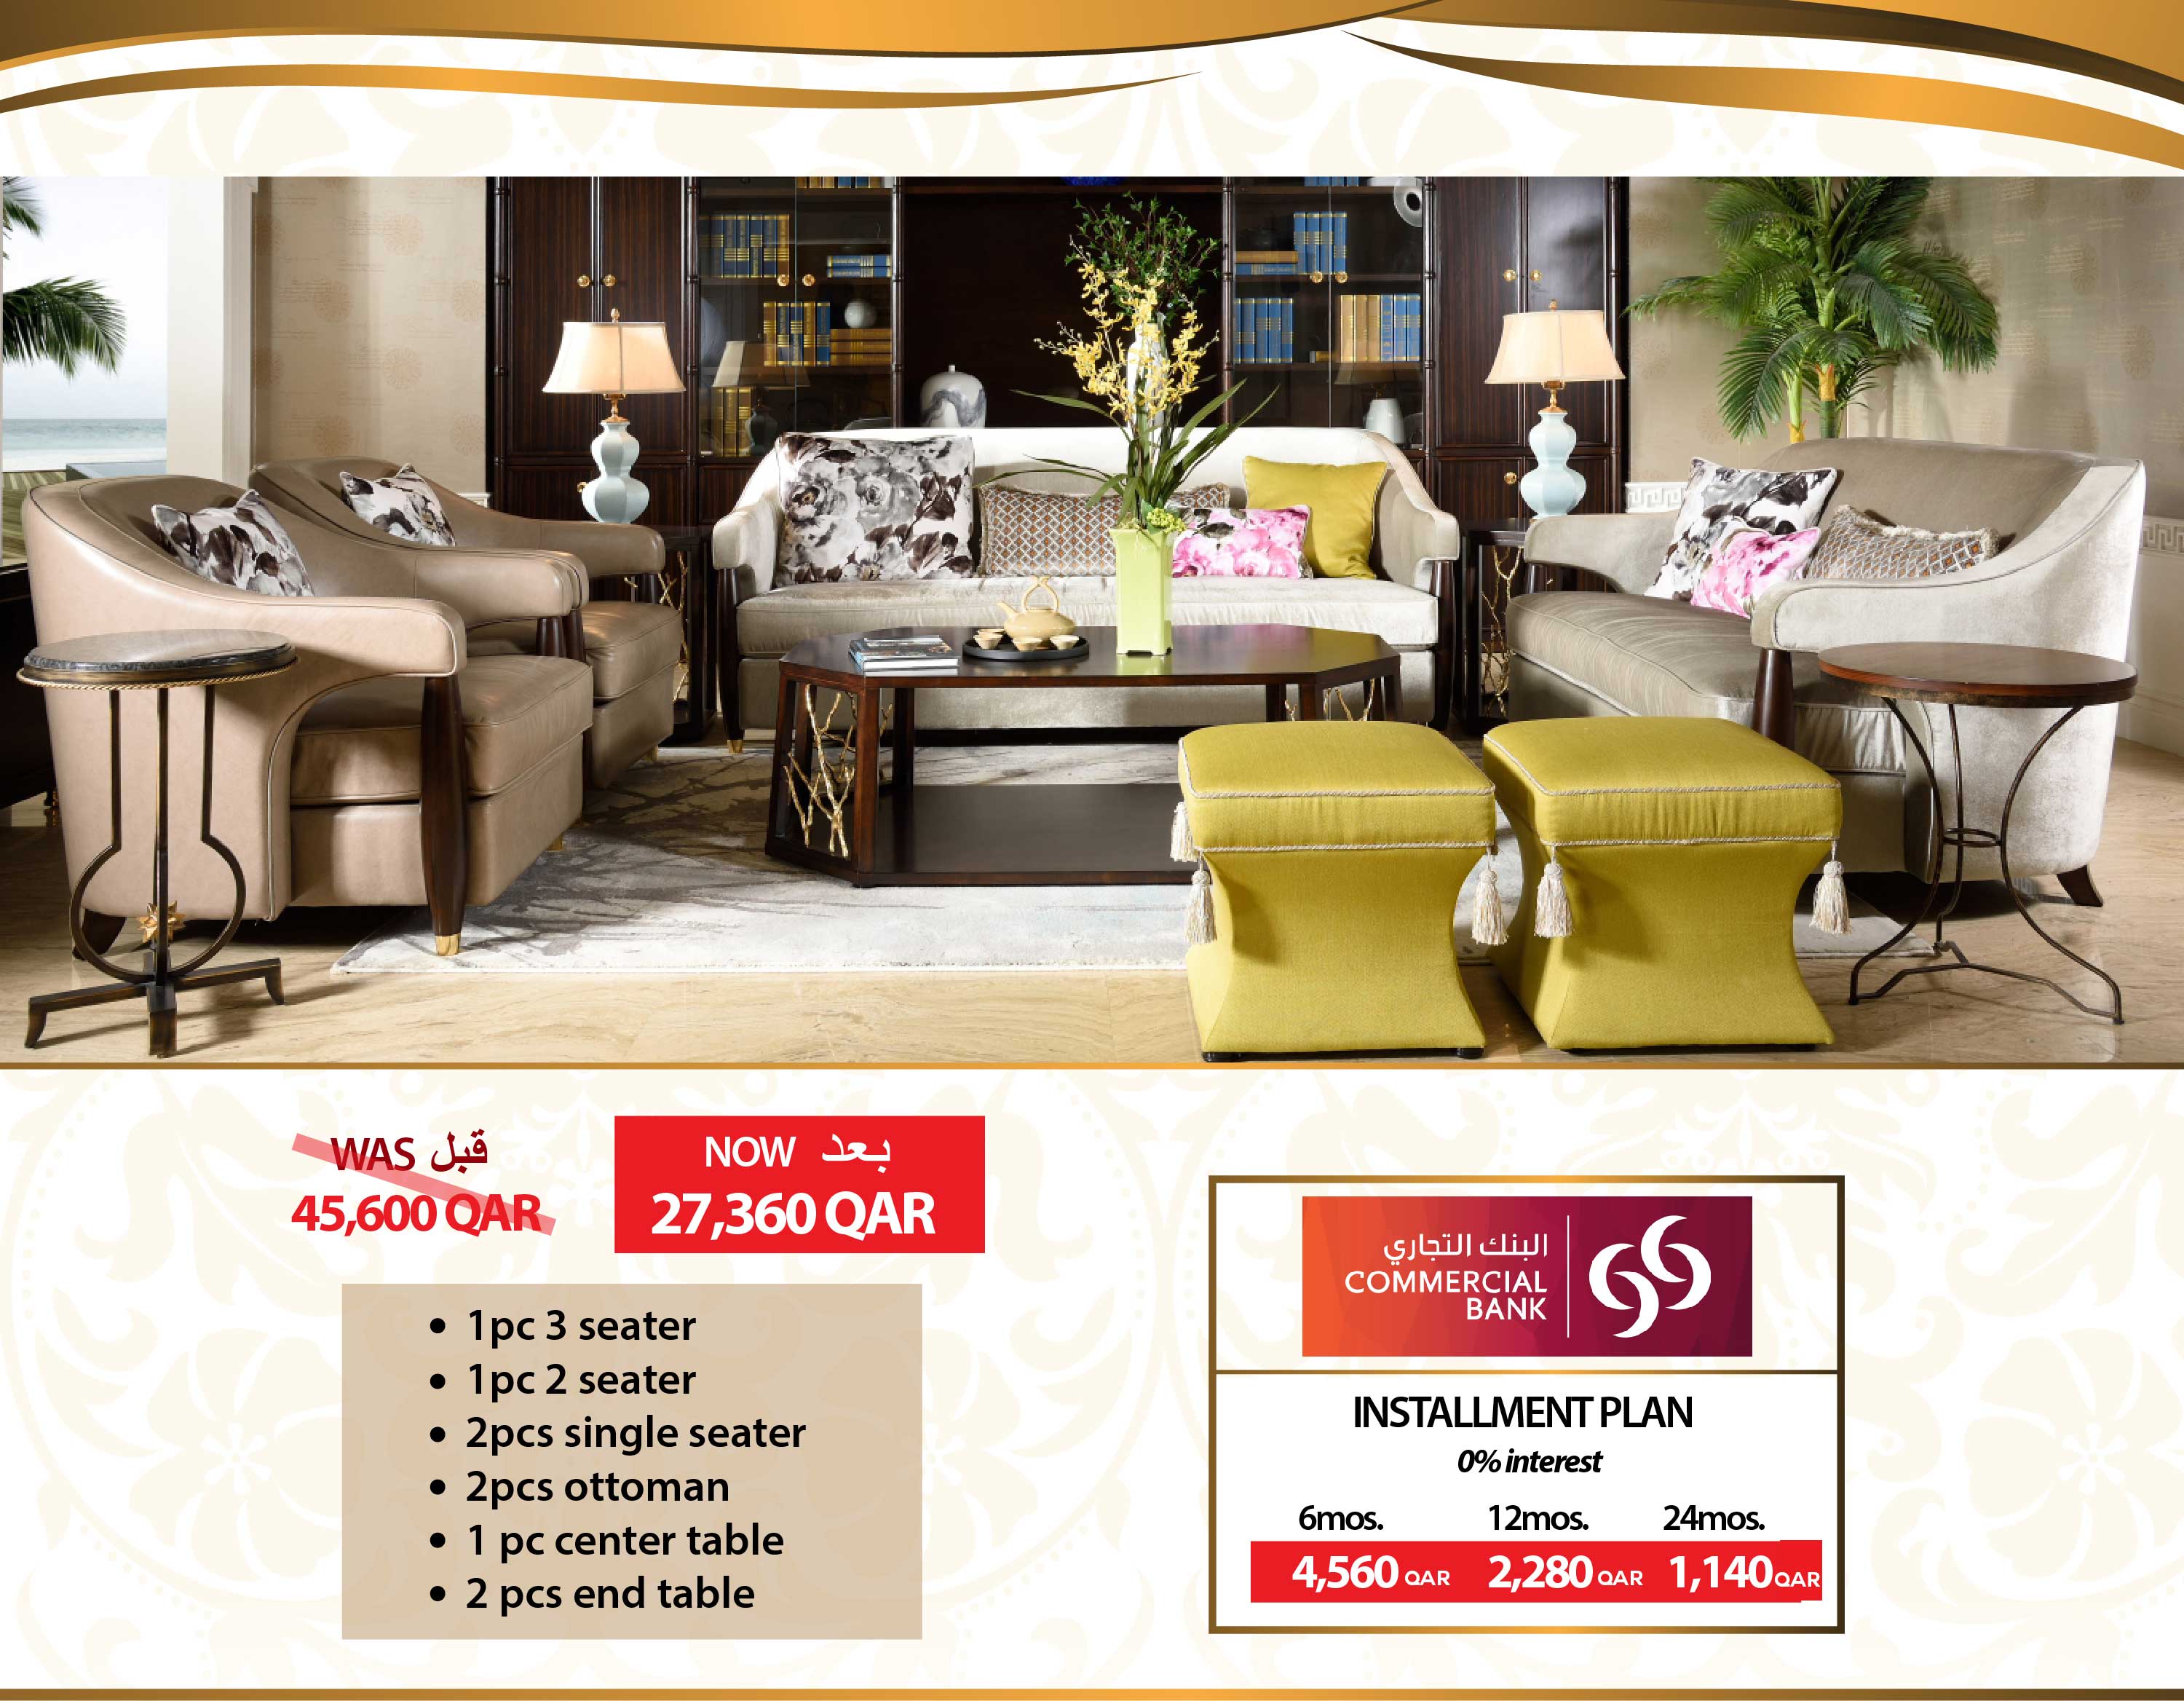 WAS قبل
45,600 QAR
NOW بعد
27,360 QAR
• 1pc 3 seater
• 1pc 2 seater
• 2pcs single seater
• 2pcs ottoman
• 1 pc center table
• 2 pcs end table
البنك التجاري
COMMERCIAL
BANK
INSTALLMENT PLAN
0% interest
6mos. 12mos. 24mos.
4,560 QAR 2,280 QAR 1,140 QAR